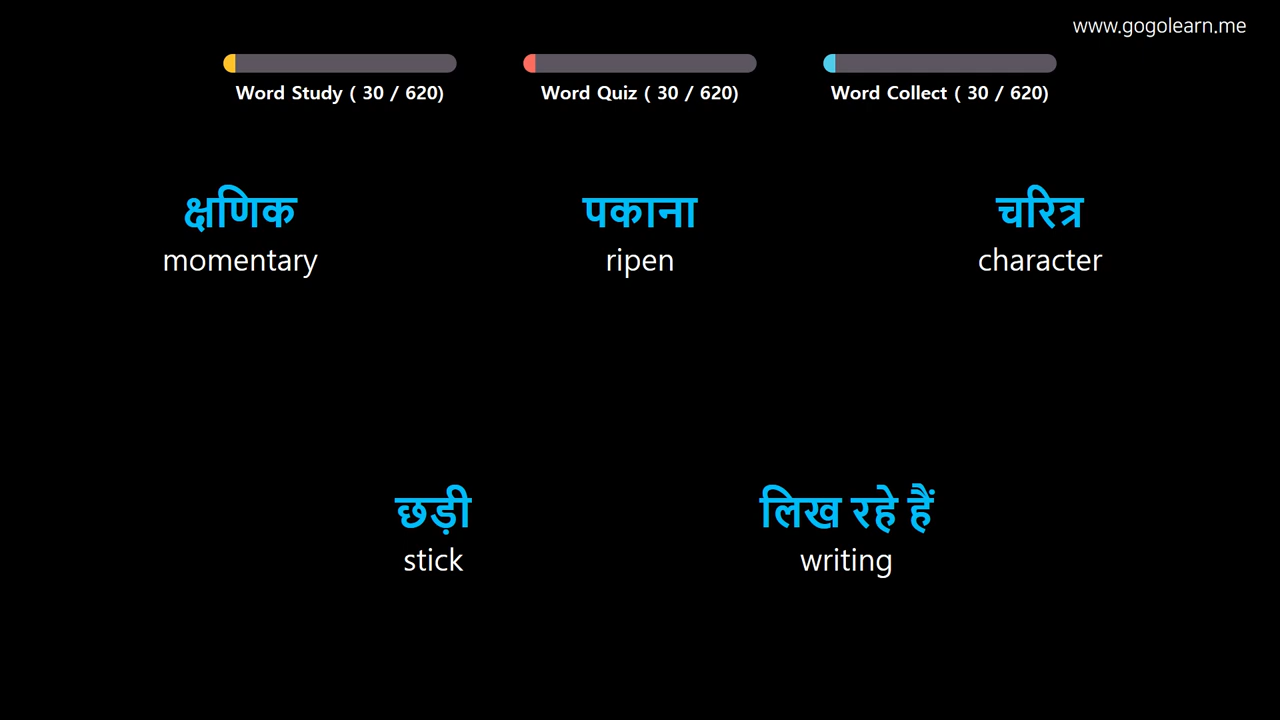 www.gogolearn.me
Word Study ( 30 / 620)
Word Quiz ( 30 / 620)
Word Collect ( 30 / 620)
क्षणिक
momentary
पकाना
ripen
चरित्र
character
छड़ी
stick
लिख रहे हैं
writing